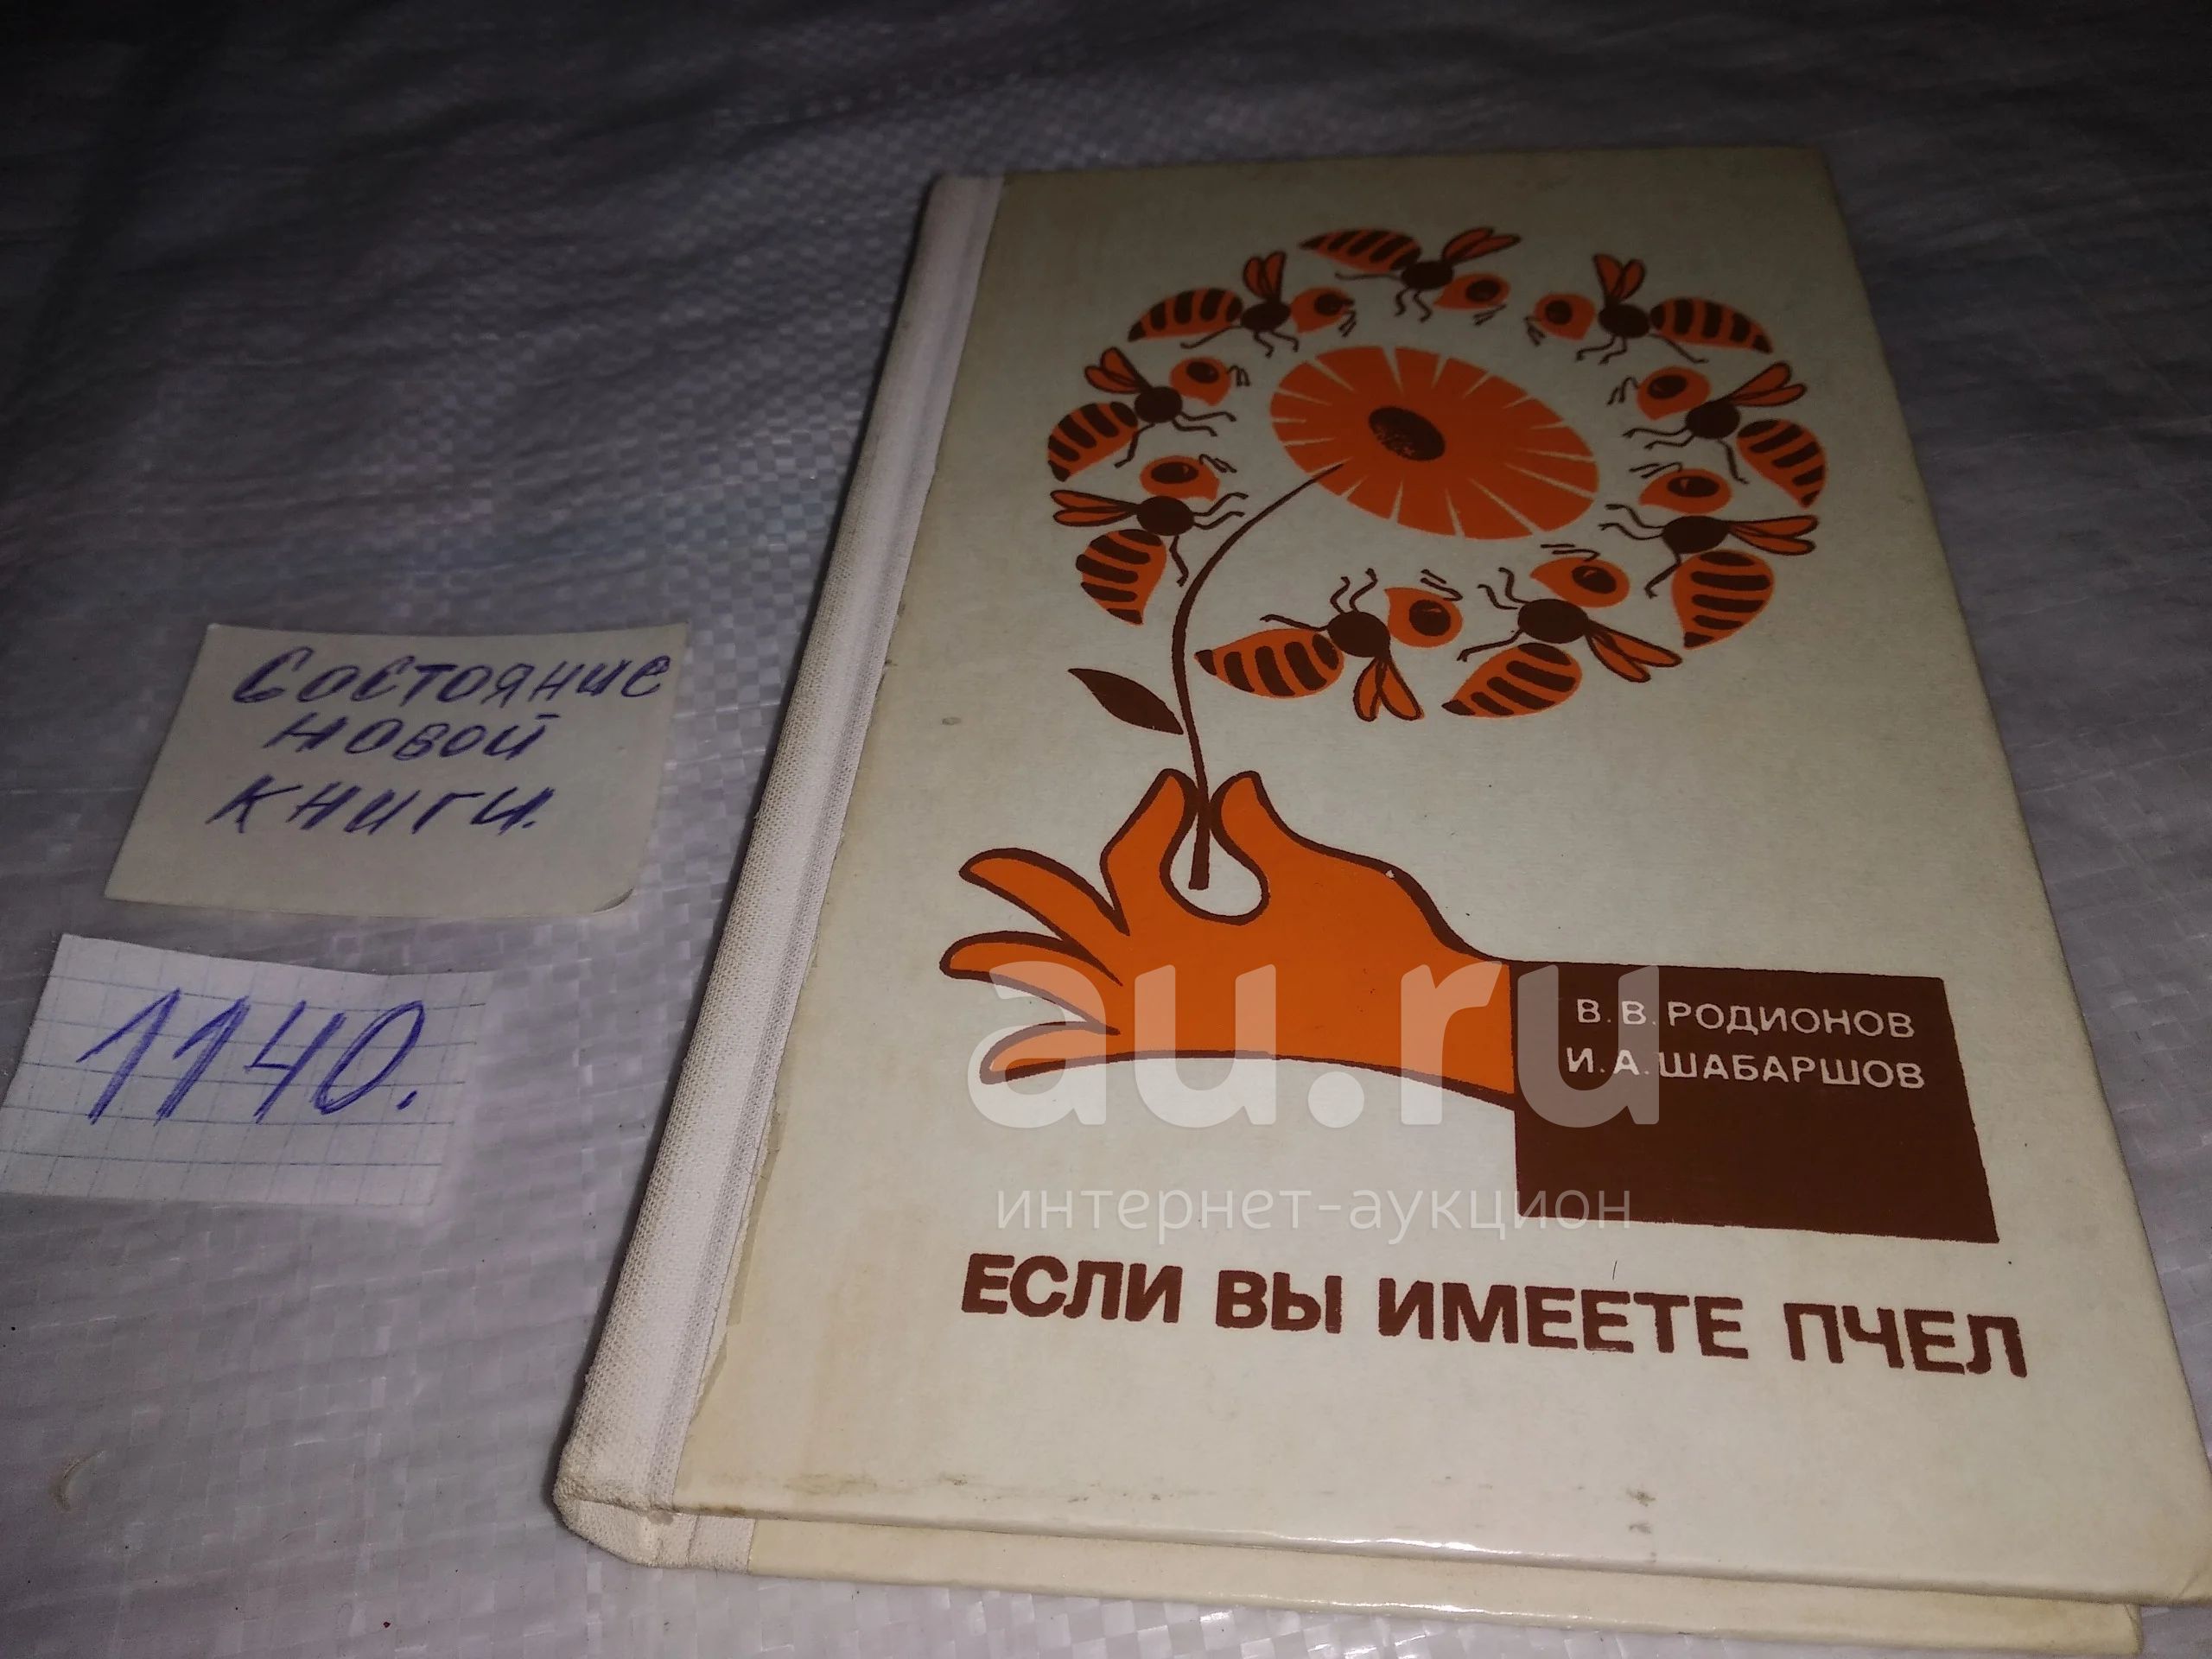 Состояние
новой
книги.
1140.
В.В.РОДИОНОВ
И.А.ШАБАРШОВ
au.ru
интернет-аукцион
ЕСЛИ ВЫ ИМЕЕТЕ ПЧЕЛ